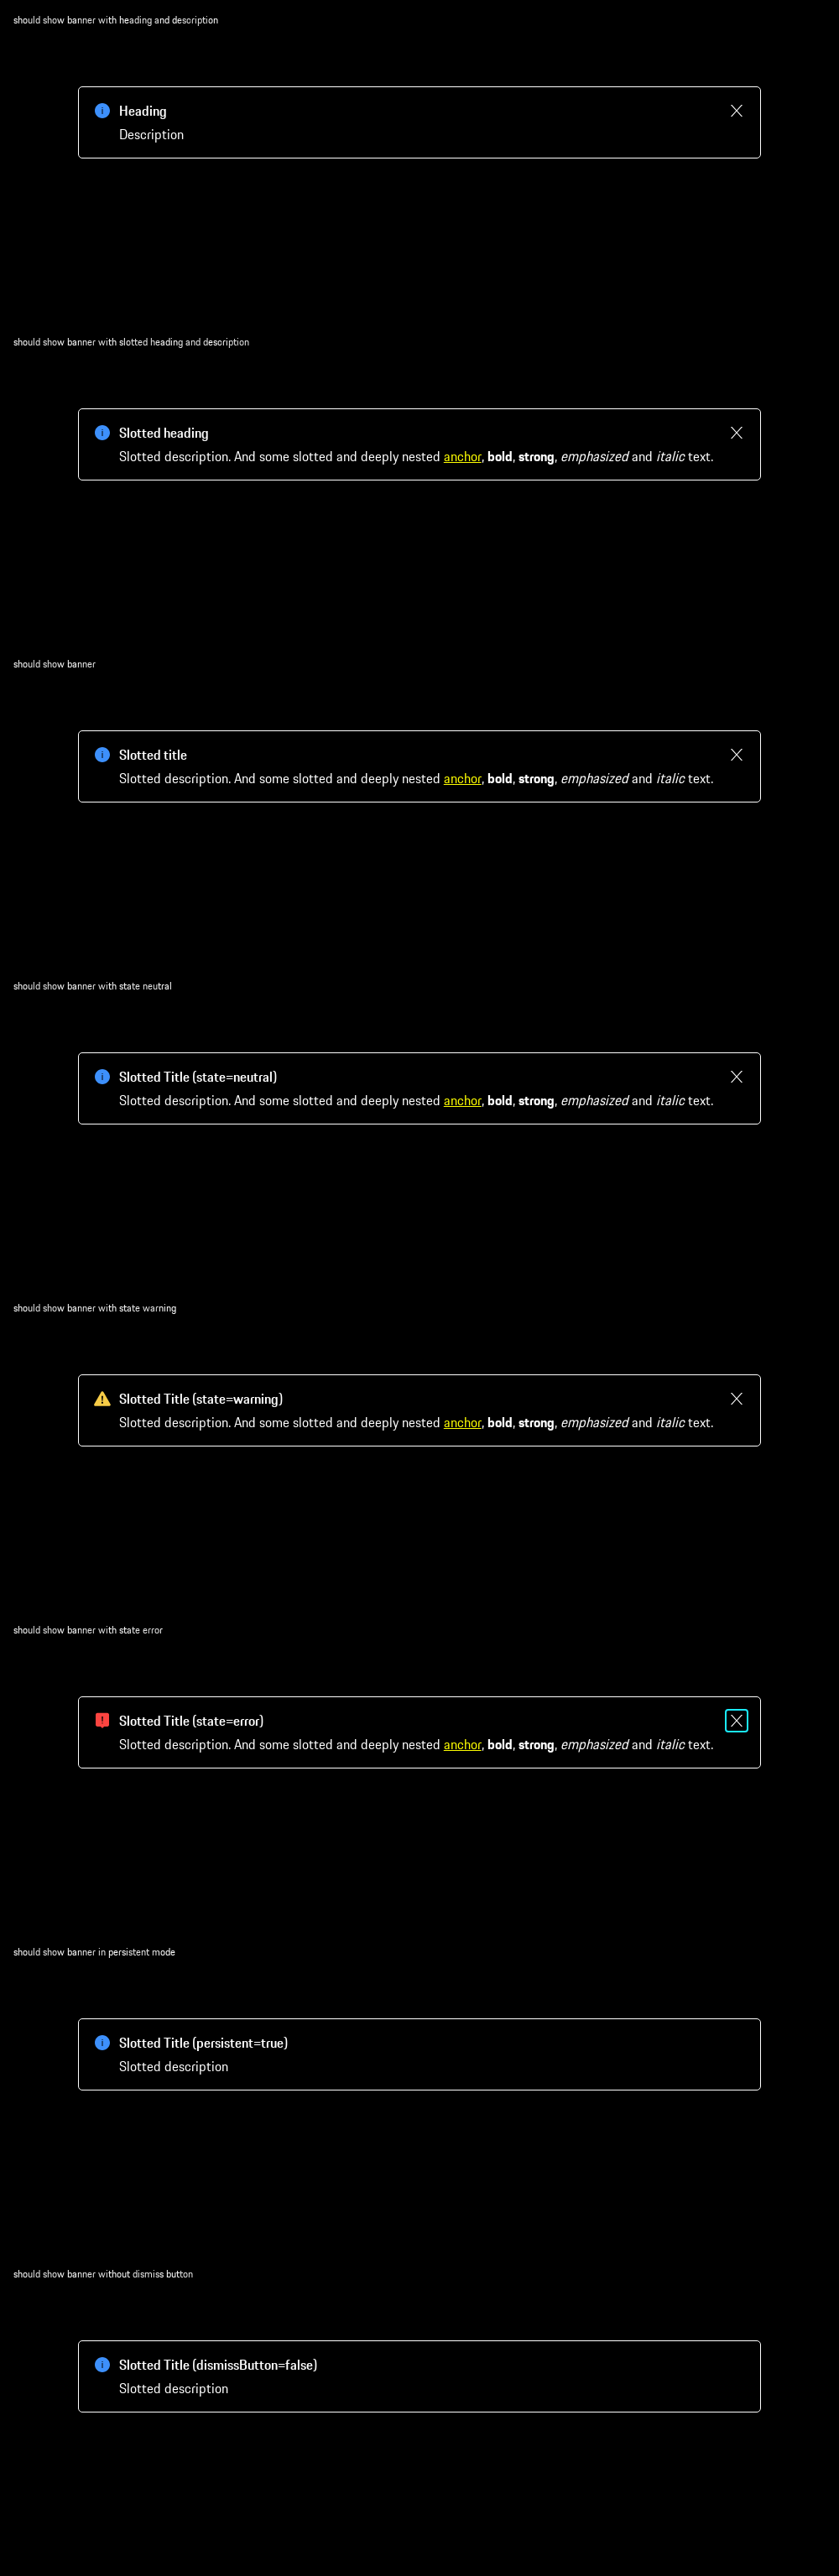 should show banner with heading and description
Heading
Description
should show banner with slotted heading and description
Slotted heading
Slotted description. And some slotted and deeply nested anchor, bold, strong, emphasized and italic text.
should show banner
Slotted title
Slotted description. And some slotted and deeply nested anchor, bold, strong, emphasized and italic text.
should show banner with state neutral
Slotted Title (state=neutral)
Slotted description. And some slotted and deeply nested anchor, bold, strong, emphasized and italic text.
should show banner with state warning
Slotted Title (state=warning)
Slotted description. And some slotted and deeply nested anchor, bold, strong, emphasized and italic text.
should show banner with state error
Slotted Title (state=error)
Slotted description. And some slotted and deeply nested anchor, bold, strong, emphasized and italic text.
should show banner in persistent mode
Slotted Title (persistent=true)
Slotted description
should show banner without dismiss button
Slotted Title (dismissButton=false)
Slotted description